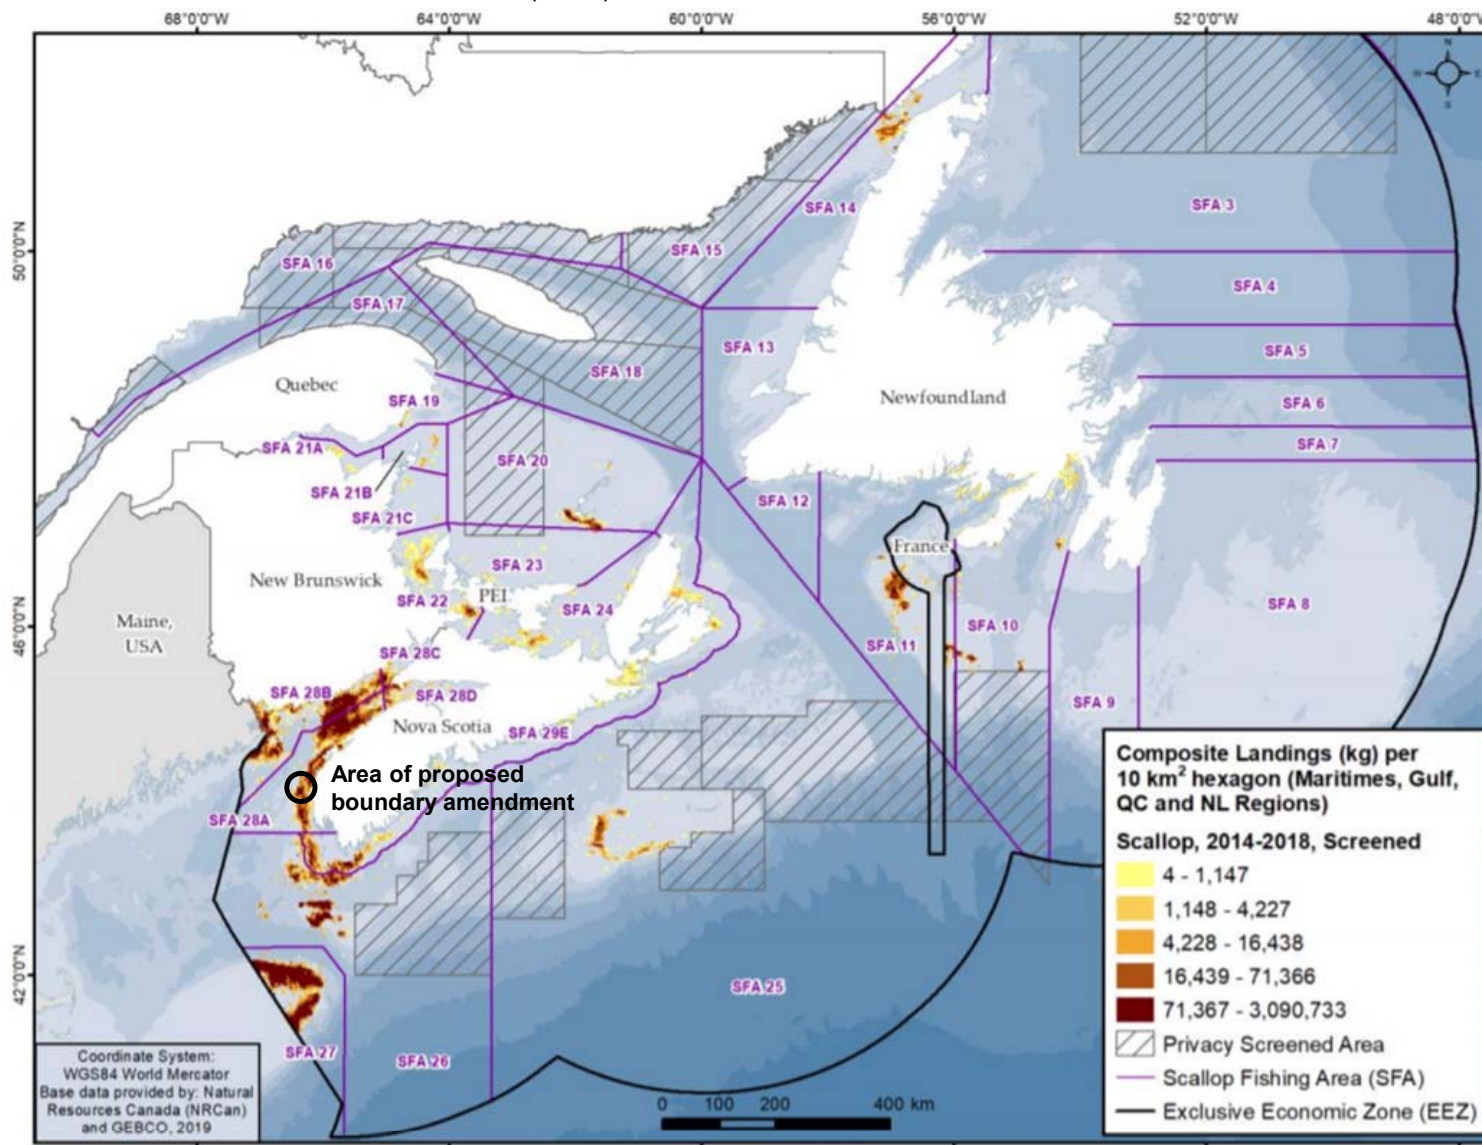 68°0'0"W
64°0'0"W
60°0'0"W
56°0'0"W
52°0'0"W
48°0'0"W
N
W
E
S
50°0'0"N
46°0'0"N
42°0'0"N
SFA 14
SFA 3
SFA 16
SFA 15
SFA 17
SFA 4
SFA 13
SFA 5
SFA 18
Quebec
SFA 19
Newfoundland
SFA 6
SFA 21A
SFA 20
SFA 7
SFA 21B
SFA 12
SFA 21C
France
SFA 23
New Brunswick
SFA 22
PEI
SFA 24
SFA 8
Maine,
USA
SFA 10
SFA 11
SFA 28C
SFA 28B
SFA 28D
Nova Scotia
SFA 9
SFA 29E
Area of proposed
boundary amendment
SFA 28A
SFA 25
SFA 27
SFA 26
Composite Landings (kg) per
10 km² hexagon (Maritimes, Gulf,
QC and NL Regions)
Scallop, 2014-2018, Screened
4 - 1,147
1,148 - 4,227
4,228 - 16,438
16,439 - 71,366
71,367 - 3,090,733
Privacy Screened Area
Scallop Fishing Area (SFA)
Exclusive Economic Zone (EEZ)
Coordinate System:
WGS84 World Mercator
Base data provided by: Natural
Resources Canada (NRCan)
and GEBCO, 2019
0 100 200 400 km